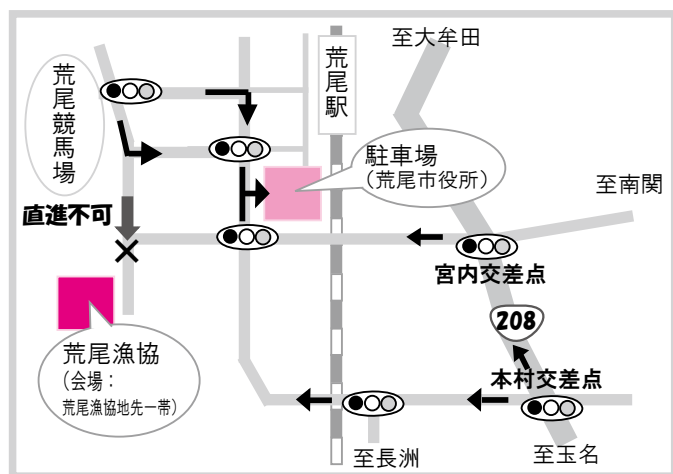 至大牟田
荒尾駅
荒尾競馬場
駐車場
(荒尾市役所)
至南関
直進不可
宮内交差点
208
荒尾漁協
(会場：
荒尾漁協地先一帯)
本村交差点
至長洲
至玉名